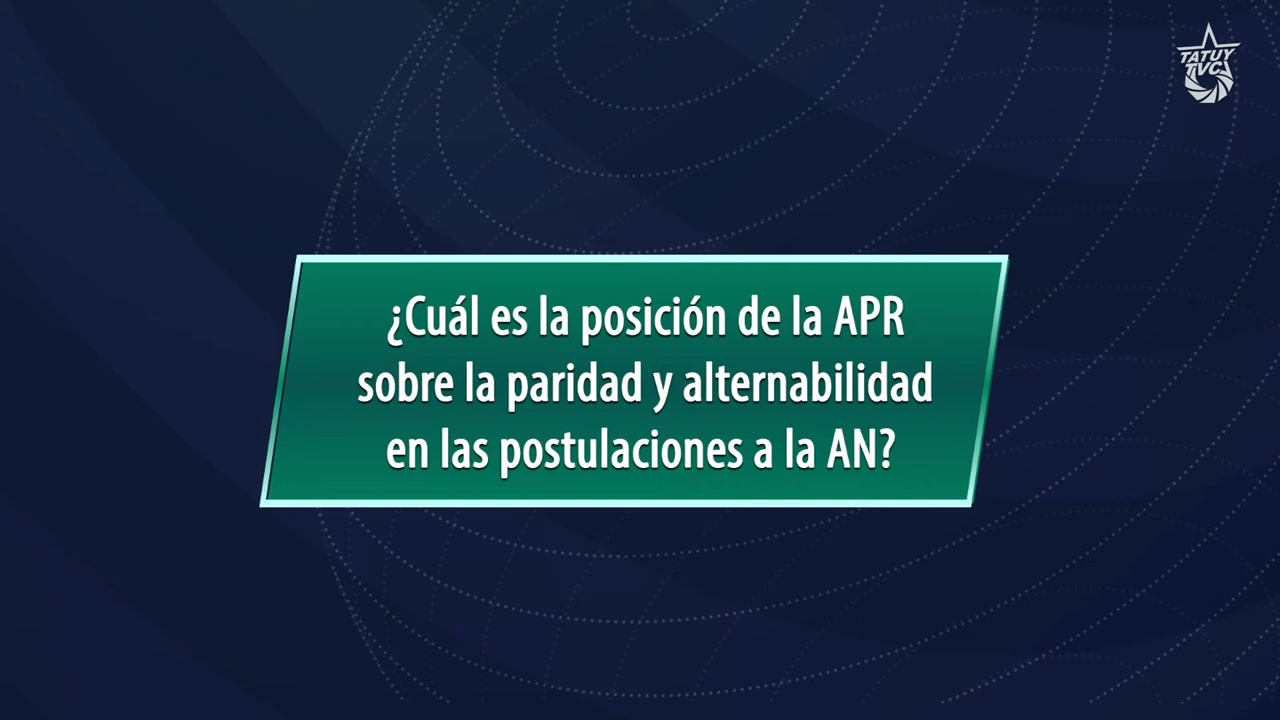 TATUY
TVC
¿Cuál es la posición de la APR
sobre la paridad y alternabilidad
en las postulaciones a la AN?